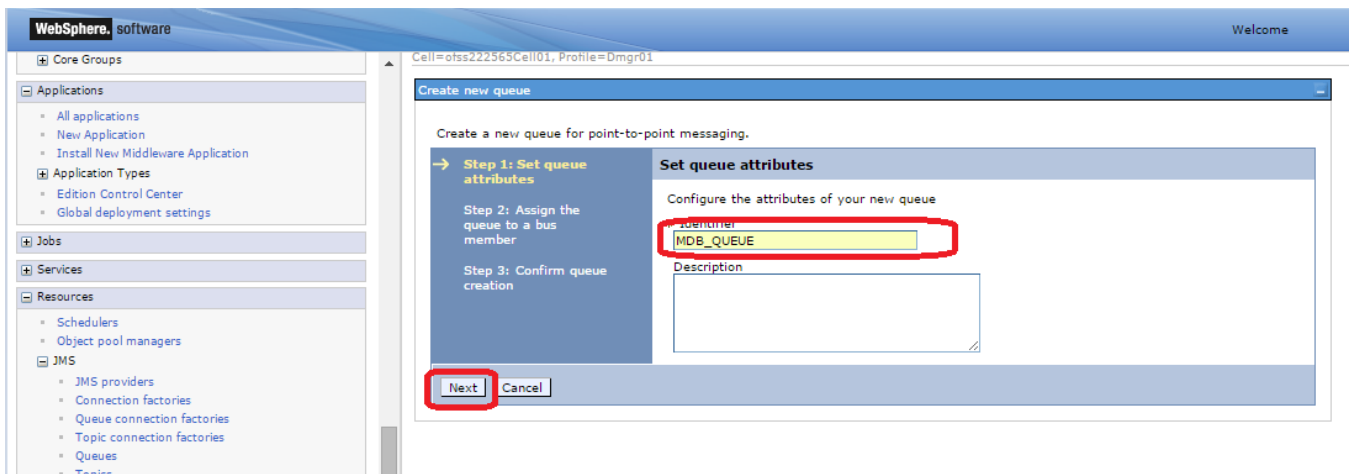 WebSphere. software
Welcome
Core Groups
Applications
All applications
New Application
Install New Middleware Application
Application Types
Edition Control Center
Global deployment settings
Jobs
Services
Resources
Schedulers
Object pool managers
JMS
JMS providers
Connection factories
Queue connection factories
Topic connection factories
Queues
Topics
Cell=ofss222565Cell01, Profile=Dmgr01
Create new queue
Create a new queue for point-to-point messaging.
Step 1: Set queue
attributes
Step 2: Assign the
queue to a bus
member
Step 3: Confirm queue
creation
Set queue attributes
Configure the attributes of your new queue
* Identifier
MDB_QUEUE
Description
Next
Cancel